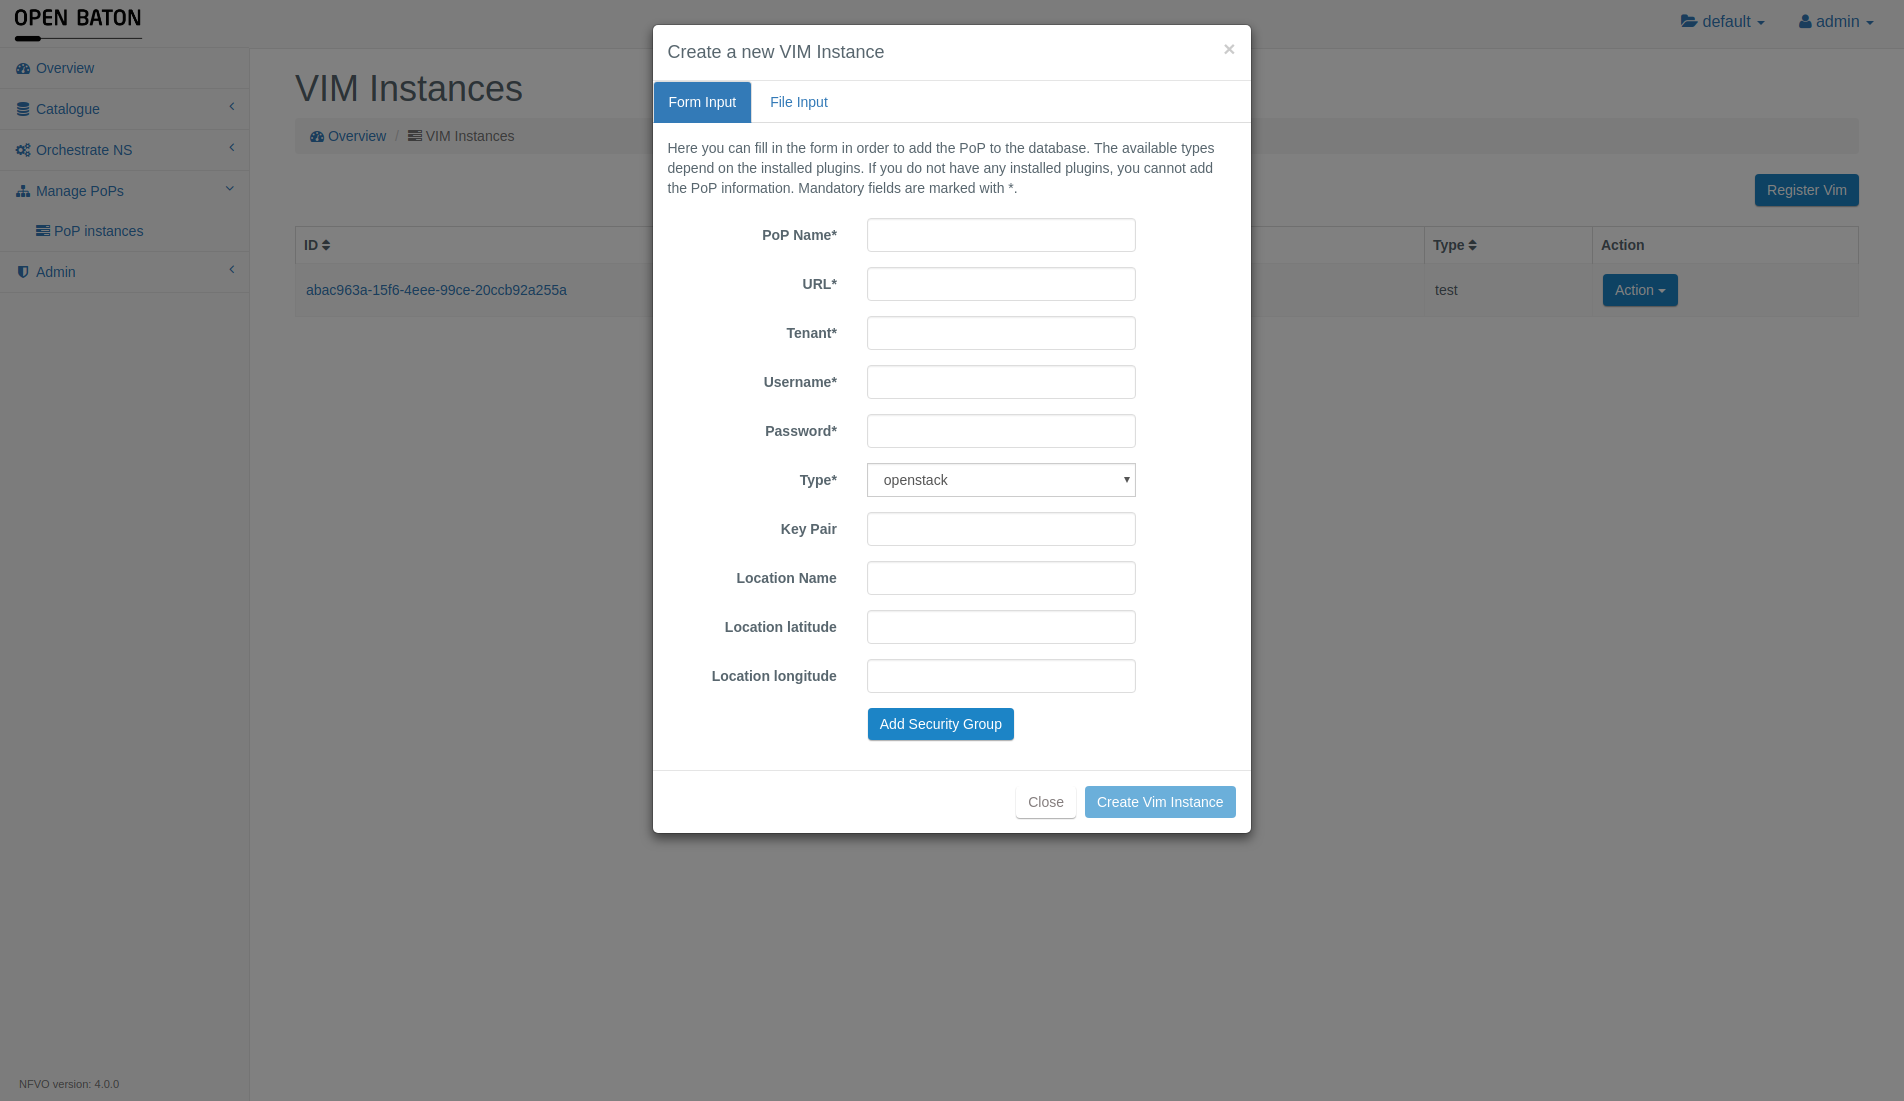 OPEN BATON
default
admin
Overview
Catalogue
Orchestrate NS
Manage PoPs
PoP instances
Admin
NFVO version: 4.0.0
VIM Instances
Overview / VIM Instances
Register Vim
ID
Type
Action
abac963a-15f6-4eee-99ce-20ccb92a255a
test
Action
Create a new VIM Instance
×
Form Input
File Input
Here you can fill in the form in order to add the PoP to the database. The available types
depend on the installed plugins. If you do not have any installed plugins, you cannot add
the PoP information. Mandatory fields are marked with *.
PoP Name*
URL*
Tenant*
Username*
Password*
Type*
openstack
Key Pair
Location Name
Location latitude
Location longitude
Add Security Group
Close
Create Vim Instance